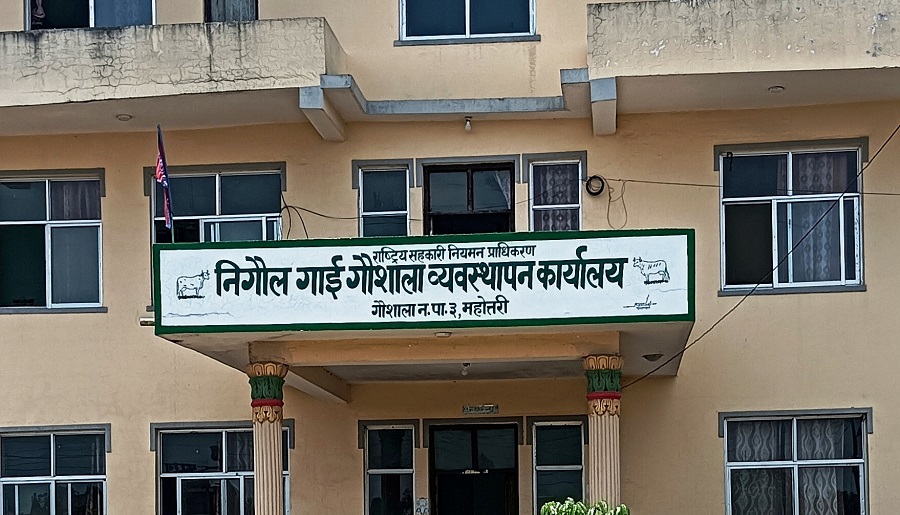 राष्ट्रिय सहकारी नियमन प्राधिकरण
निगौल गाई गौशाला व्यवस्थापन कार्यालय
गौशाला न.पा.३,महोत्तरी